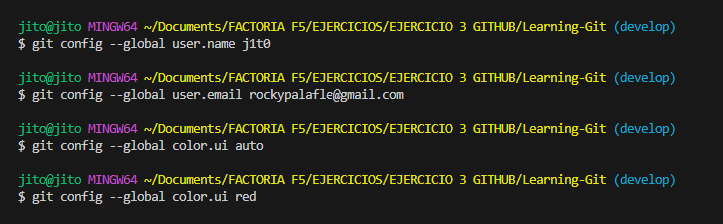 jito@jito MINGW64 ~/Documents/FACTORIA F5/EJERCICIOS/EJERCICIO 3 GITHUB/Learning-Git (develop)
$ git config --global user.name j1t0
jito@jito MINGW64 ~/Documents/FACTORIA F5/EJERCICIOS/EJERCICIO 3 GITHUB/Learning-Git (develop)
$ git config --global user.email rockypalafle@gmail.com
jito@jito MINGW64 ~/Documents/FACTORIA F5/EJERCICIOS/EJERCICIO 3 GITHUB/Learning-Git (develop)
$ git config --global color.ui auto
jito@jito MINGW64 ~/Documents/FACTORIA F5/EJERCICIOS/EJERCICIO 3 GITHUB/Learning-Git (develop)
$ git config --global color.ui red